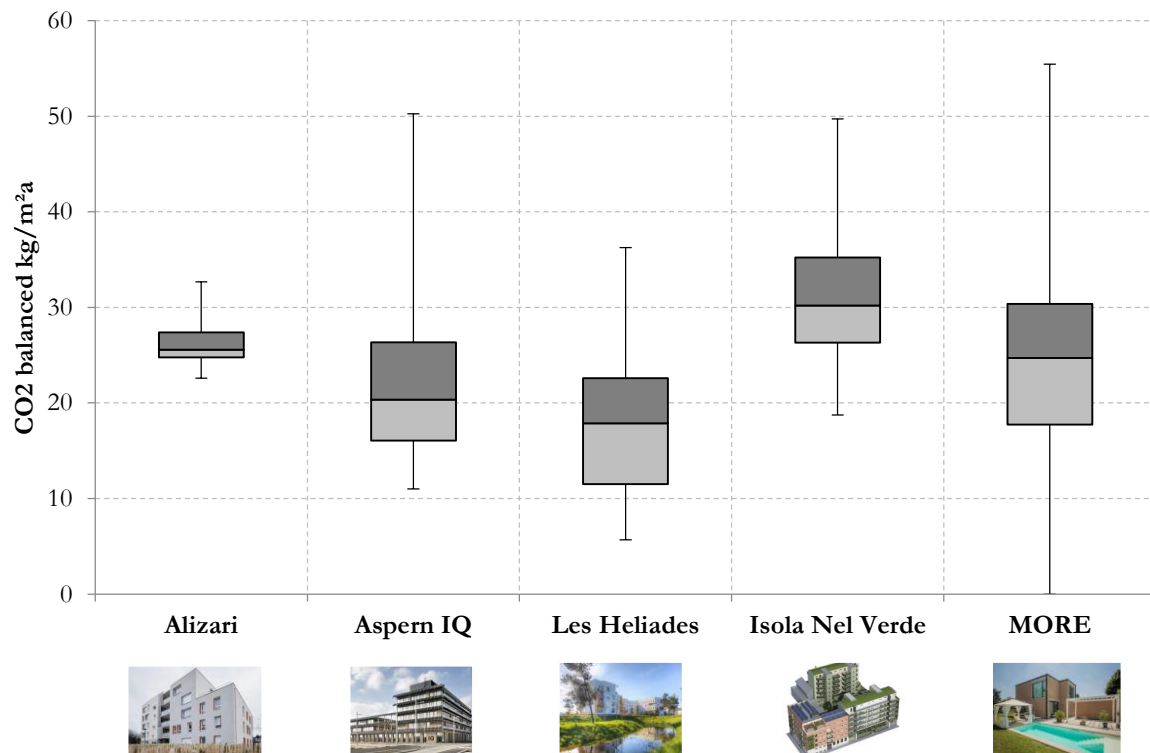 60
50
40
30
20
10
0
CO2 balanced kg/m²a
Alizari
Aspern IQ
Les Heliades
Isola Nel Verde
MORE